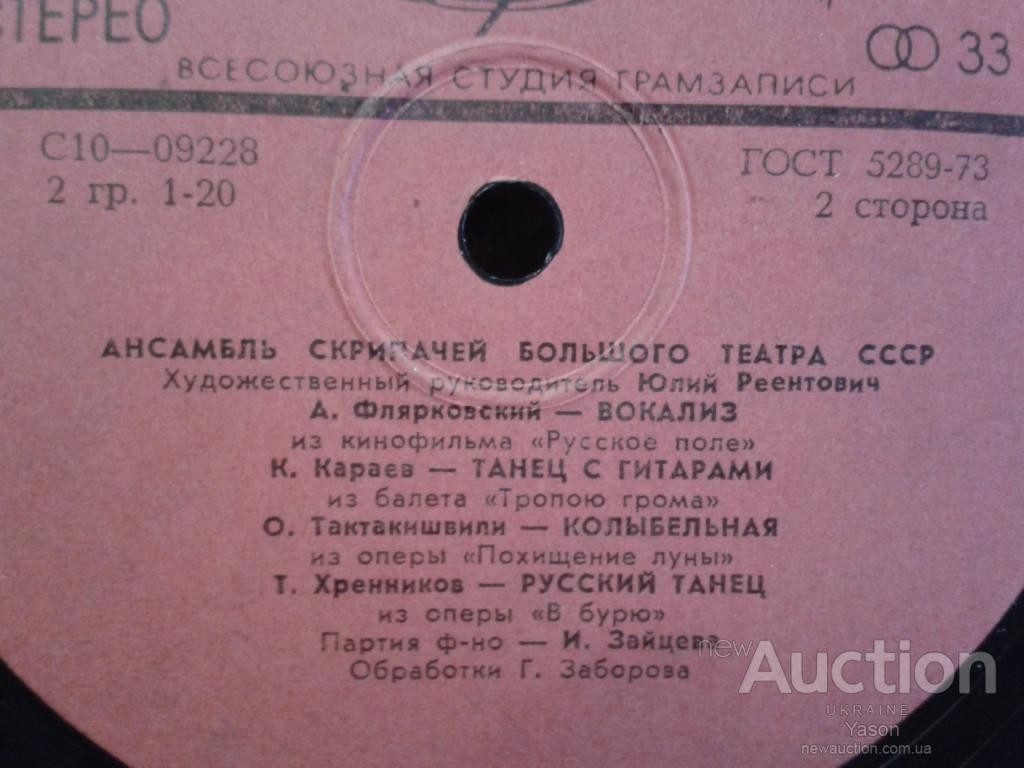 СТЕРЕО
33
ВСЕСОЮЗНАЯ СТУДИЯ ГРАМЗАПИСИ
С10—09228
ГОСТ 5289-73
2 гр. 1-20
2 сторона
АНСАМБЛЬ СКРИПАЧЕЙ БОЛЬШОГО ТЕАТРА СССР
Художественный руководитель Юлий Реентович
А. Флярковский — ВОКАЛИЗ
из кинофильма «Русское поле»
К. Караев — ТАНЕЦ С ГИТАРАМИ
из балета «Тропою грома»
О. Тактакишвили — КОЛЫБЕЛЬНАЯ
из оперы «Похищение луны»
Т. Хренников — РУССКИЙ ТАНЕЦ
из оперы «В бурю»
Партия ф-но — И. Зайцева
Обработки Г. Заборова
newAuction
UKRAINE
Yason
newauction.com.ua